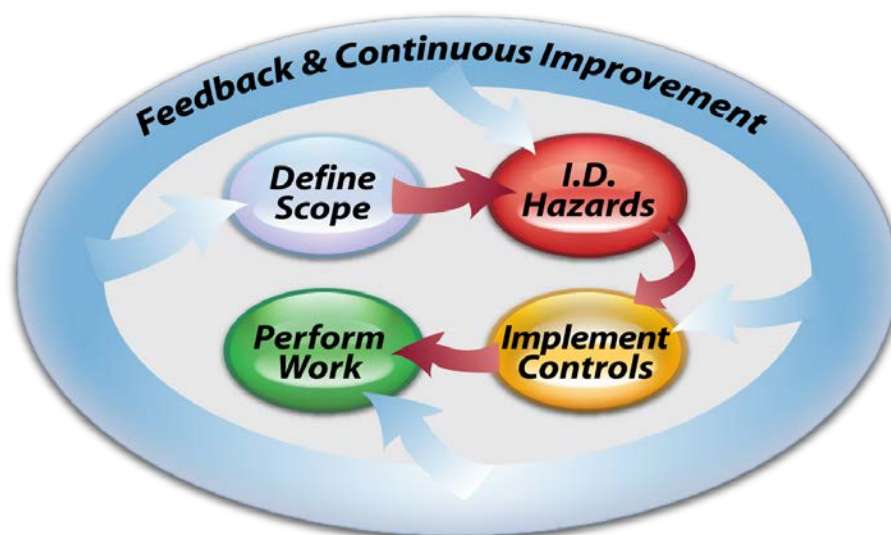 Feedback & Continuous Improvement
Define
Scope
I.D.
Hazards
Implement
Controls
Perform
Work